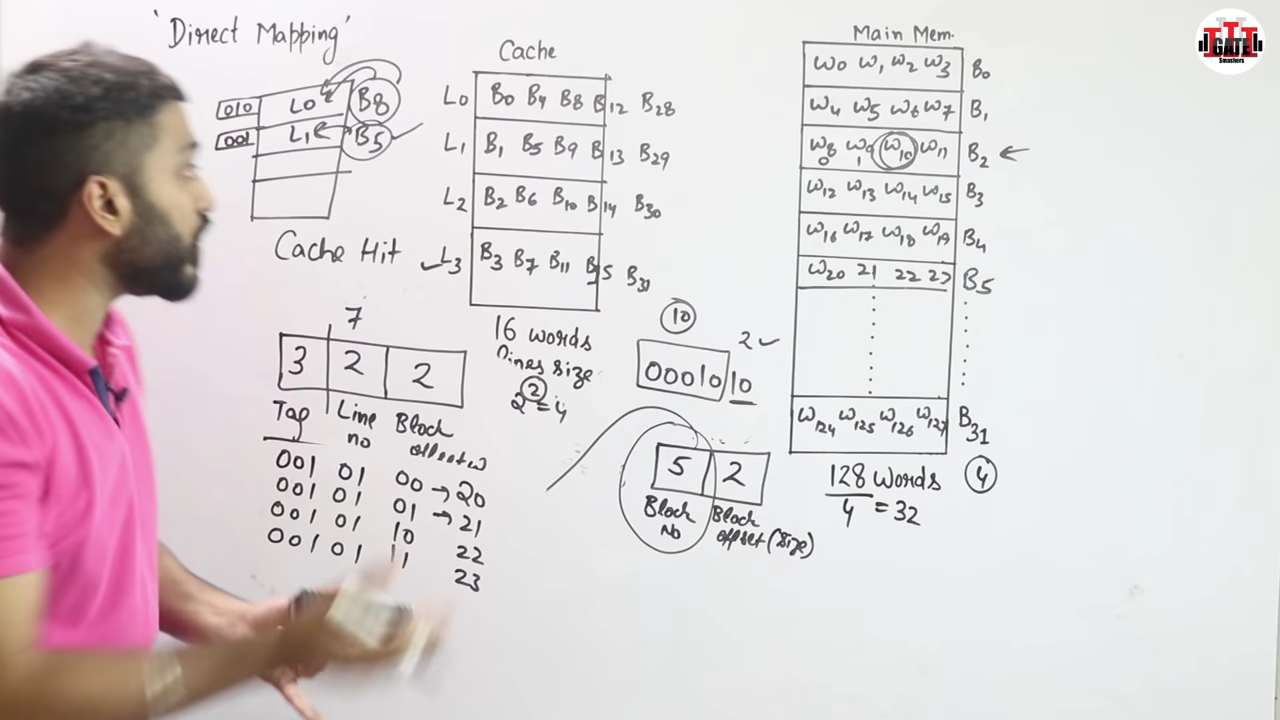 'Direct Mapping'
010 L0 B8
001 L1 B5
Cache Hit
Cache
L0 B0 B4 B8 B12 B28
L1 B1 B5 B9 B13 B29
L2 B2 B6 B10 B14 B30
L3 B3 B7 B11 B15 B31
16 words
Lines size
2² = 4
7
3 2 2
Tag Line no Block offset
001 01 00 → 20
001 01 01 → 21
001 01 10 22
001 01 11 23
10
00010 10
2 ✓
5 2
Block No
Block offset (Size)
Main Mem.
W0 W1 W2 W3 B0
W4 W5 W6 W7 B1
W8 W9 W10 W11 B2 ←
0 1
W12 W13 W14 W15 B3
W16 W17 W18 W19 B4
W20 21 22 23 B5
W124 W125 W126 W127 B31
128 words 4
4 = 32
GATE
Smashers